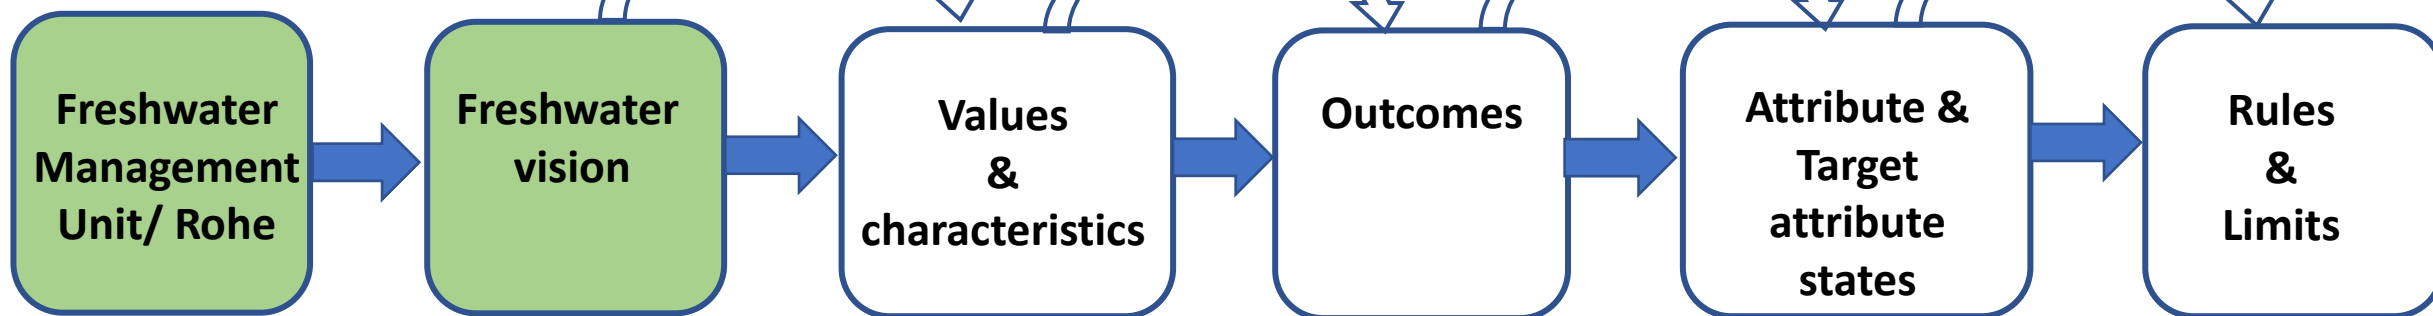 Freshwater
Management
Unit/ Rohe
Freshwater
vision
Values
&
characteristics
Outcomes
Attribute &
Target
attribute
states
Rules
&
Limits